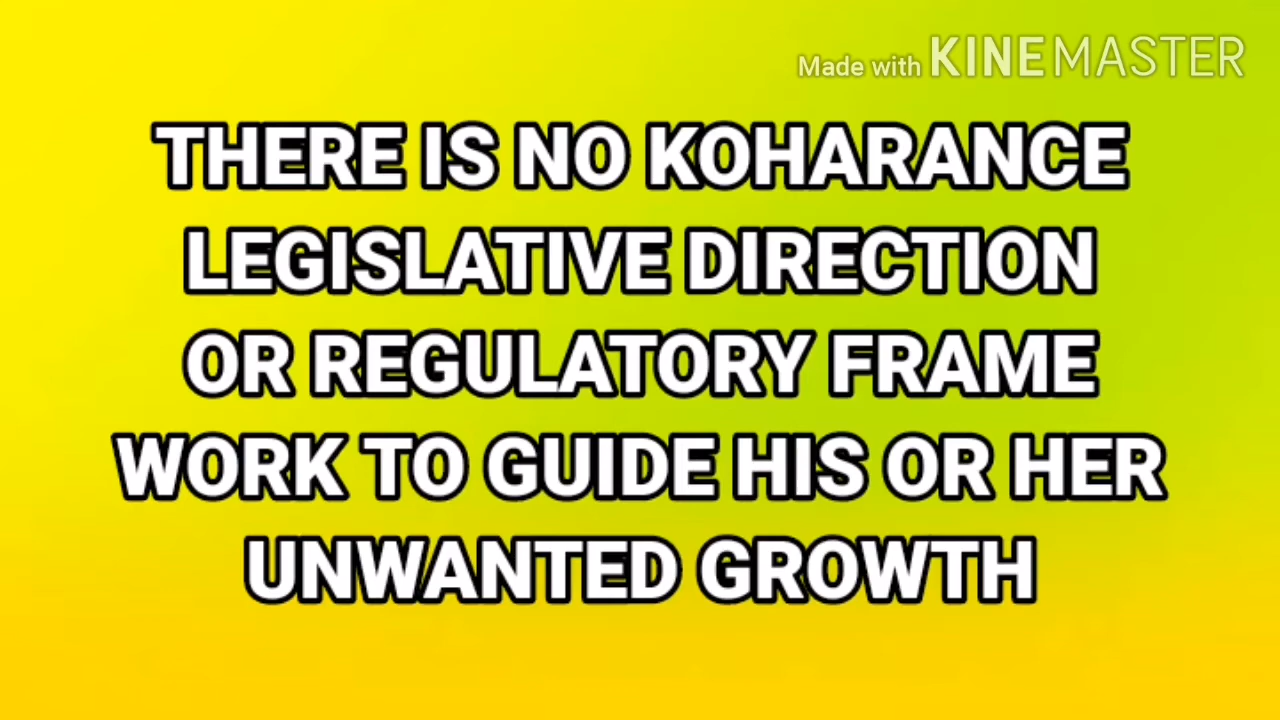 Made with KINEMASTER
THERE IS NO KOHARANCE
LEGISLATIVE DIRECTION
OR REGULATORY FRAME
WORK TO GUIDE HIS OR HER
UNWANTED GROWTH